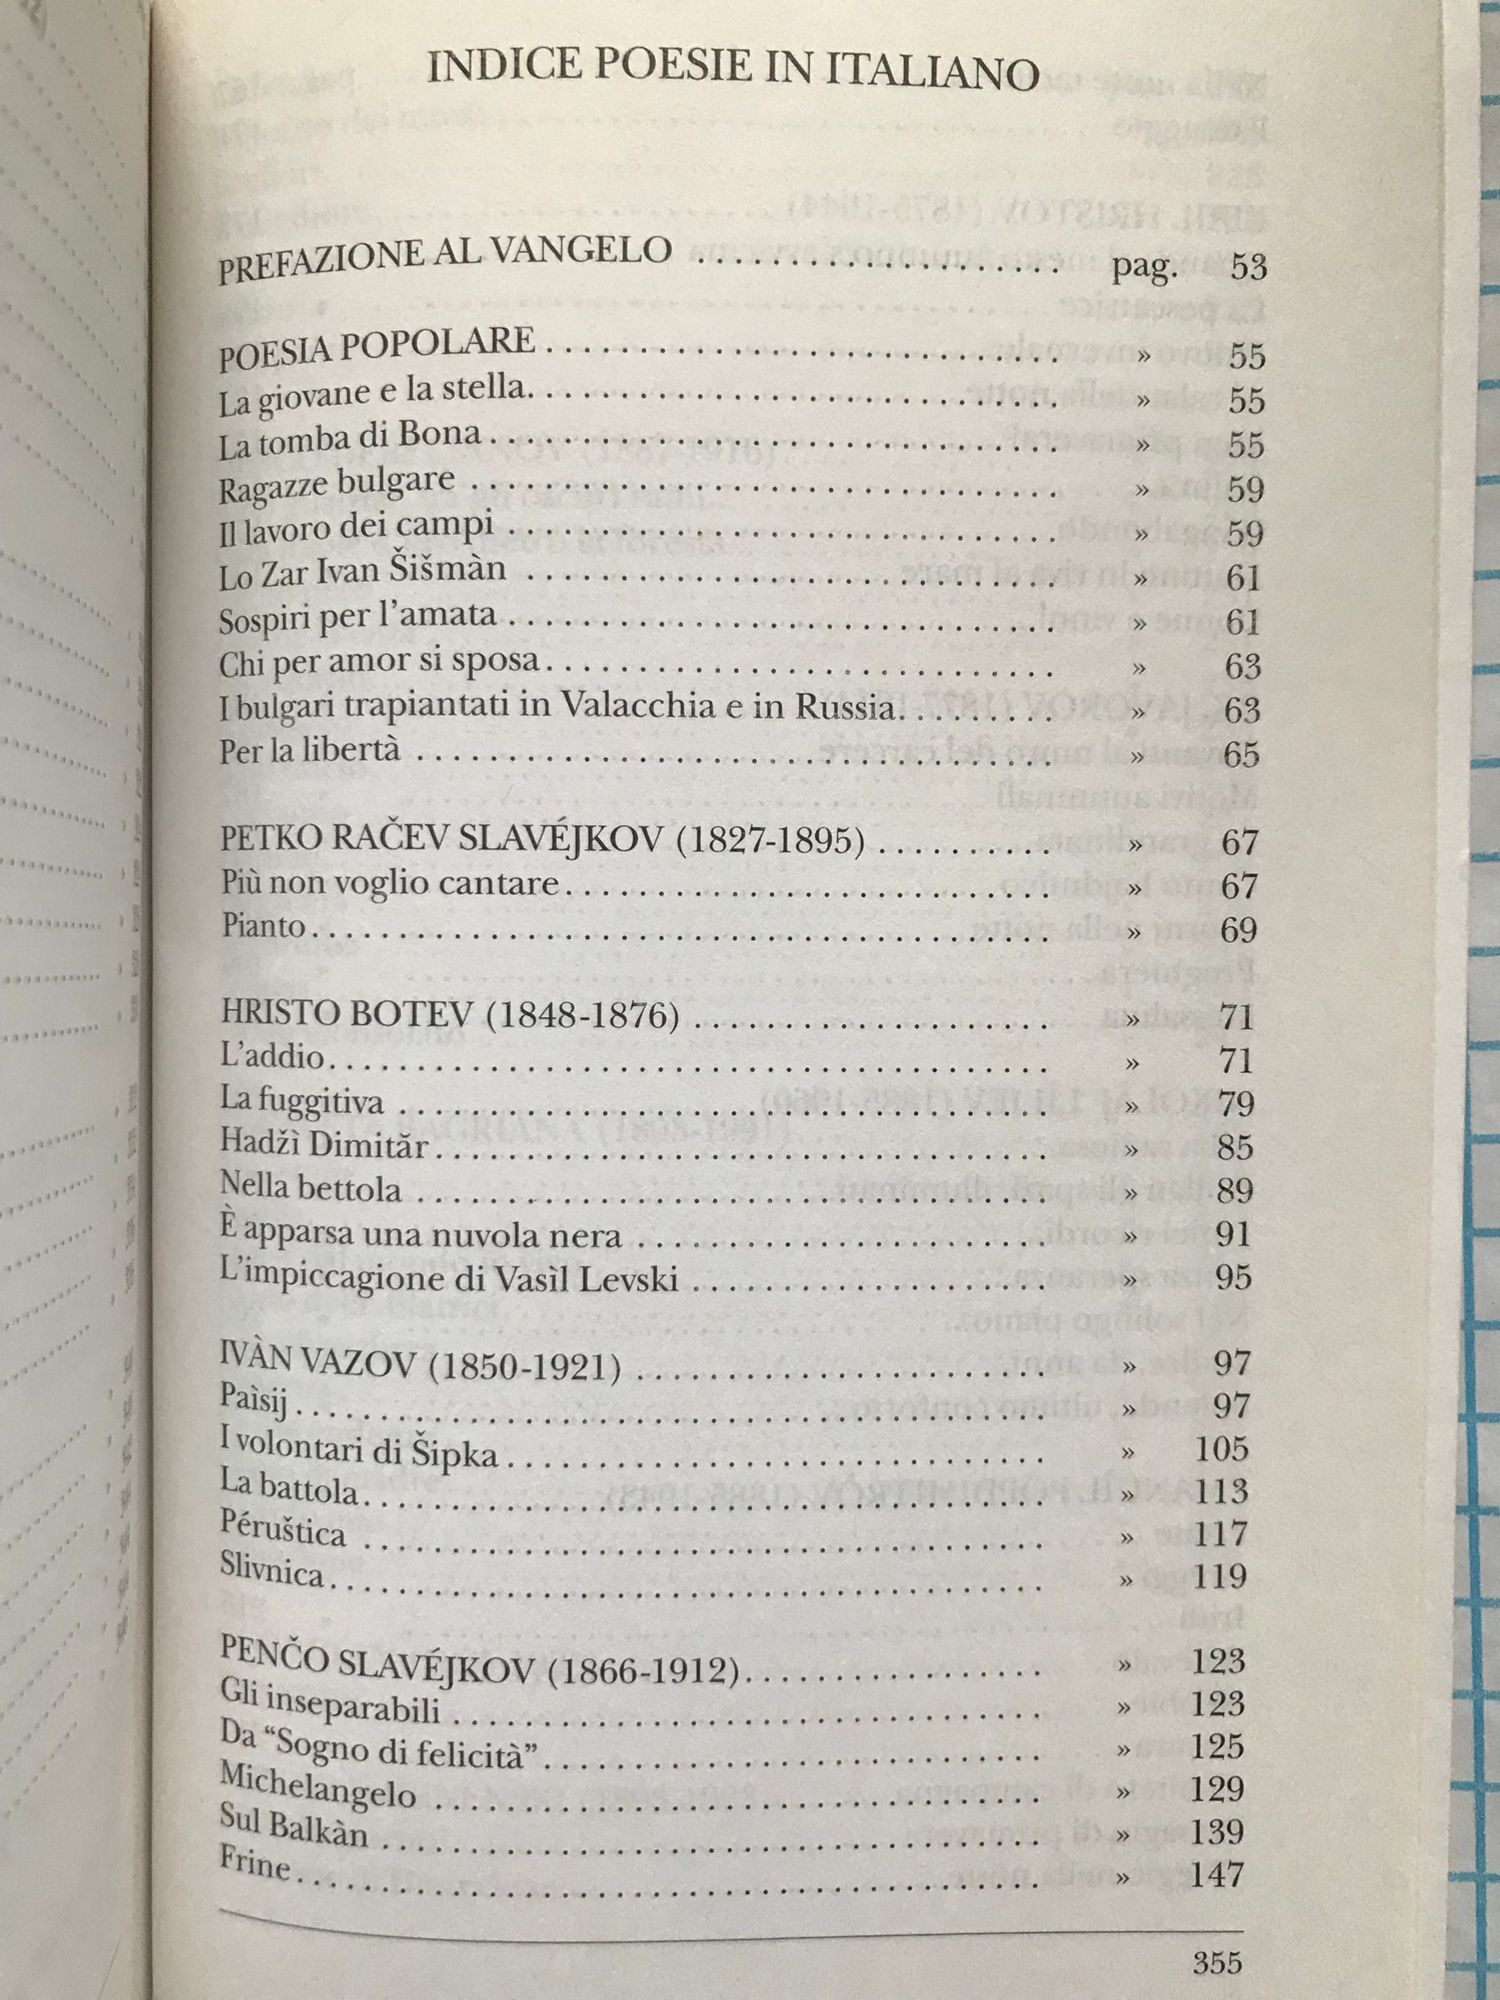 INDICE POESIE IN ITALIANO
PREFAZIONE AL VANGELO .................... pag. 53
POESIA POPOLARE............................ » 55
La giovane e la stella............................. » 55
La tomba di Bona............................... » 55
Ragazze bulgare ................................ » 59
Il lavoro dei campi .............................. » 59
Lo Zar Ivan Šišmàn ............................. » 61
Sospiri per l'amata.............................. » 61
Chi per amor si sposa............................ » 63
I bulgari trapiantati in Valacchia e in Russia......... » 63
Per la libertà ................................... » 65
PETKO RAČEV SLAVÉJKOV (1827-1895).......... » 67
Più non voglio cantare........................... » 67
Pianto......................................... » 69
HRISTO BOTEV (1848-1876) .................... » 71
L'addio........................................ » 71
La fuggitiva .................................... » 79
Hadžì Dimităr.................................. » 85
Nella bettola ................................... » 89
È apparsa una nuvola nera ....................... » 91
L'impiccagione di Vasìl Levski .................... » 95
IVÀN VAZOV (1850-1921) ....................... » 97
Paìsij.......................................... » 97
I volontari di Šipka.............................. » 105
La battola...................................... » 113
Péruštica ...................................... » 117
Slivnica........................................ » 119
PENČO SLAVÉJKOV (1866-1912)................. » 123
Gli inseparabili ................................. » 123
Da “Sogno di felicità”............................ » 125
Michelangelo .................................. » 129
Sul Balkàn ..................................... » 139
Frine.......................................... » 147
355